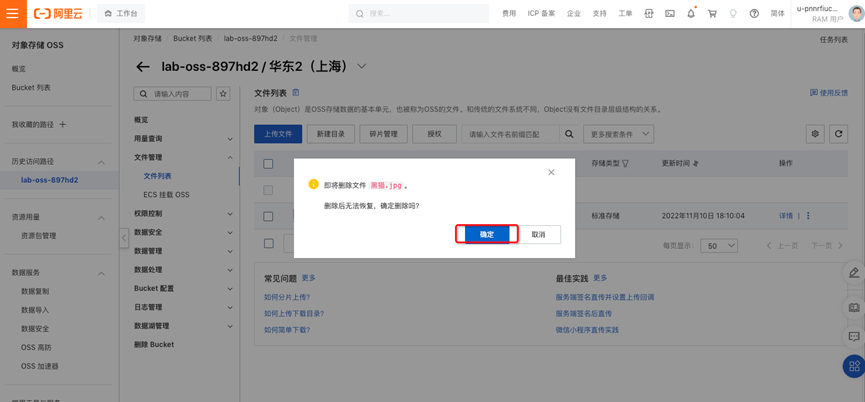 阿里云
工作台
搜索...
费用
ICP 备案
企业
支持
工单
简体
u-pnnrfiuc...
RAM 用户
对象存储 OSS
概览
Bucket 列表
我收藏的路径
历史访问路径
lab-oss-897hd2
资源用量
资源包管理
数据服务
数据复制
数据导入
数据安全
OSS 高防
OSS 加速器
对象存储
Bucket 列表
lab-oss-897hd2
文件管理
任务列表
lab-oss-897hd2 / 华东2（上海）
请输入内容
概览
用量查询
文件管理
文件列表
ECS 挂载 OSS
权限控制
数据安全
数据管理
数据处理
Bucket 配置
日志管理
数据湖管理
删除 Bucket
文件列表
使用反馈
对象（Object）是OSS存储数据的基本单元，也被称为OSS的文件。和传统的文件系统不同，Object没有文件目录层级结构的关系。
上传文件
新建目录
碎片管理
授权
请输入文件名前缀匹配
更多搜索条件
存储类型
更新时间
操作
标准存储
2022年11月10日 18:10:04
详情
每页显示：
50
上一页
下一页
即将删除文件 黑猫.jpg 。
删除后无法恢复，确定删除吗？
确定
取消
常见问题
更多
如何分片上传？
如何上传下载目录？
如何简单下载？
最佳实践
更多
服务端签名直传并设置上传回调
服务端签名后直传
微信小程序直传实践